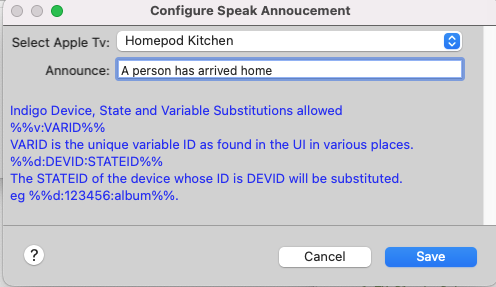 Configure Speak Annoucement
Select Apple Tv: Homepod Kitchen
Announce: A person has arrived home
Indigo Device, State and Variable Substitutions allowed
%%v:VARID%%
VARID is the unique variable ID as found in the UI in various places.
%%d:DEVID:STATEID%%
The STATEID of the device whose ID is DEVID will be substituted.
eg %%d:123456:album%%.
? Cancel Save